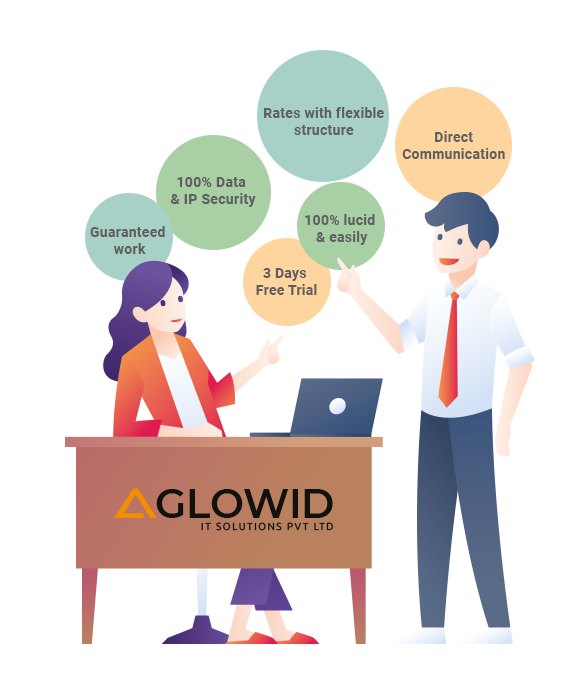 Rates with flexible
structure
Direct
Communication
100% Data
& IP Security
100% lucid
& easily
Guaranteed
work
3 Days
Free Trial
AGLOWID
IT SOLUTIONS PVT LTD